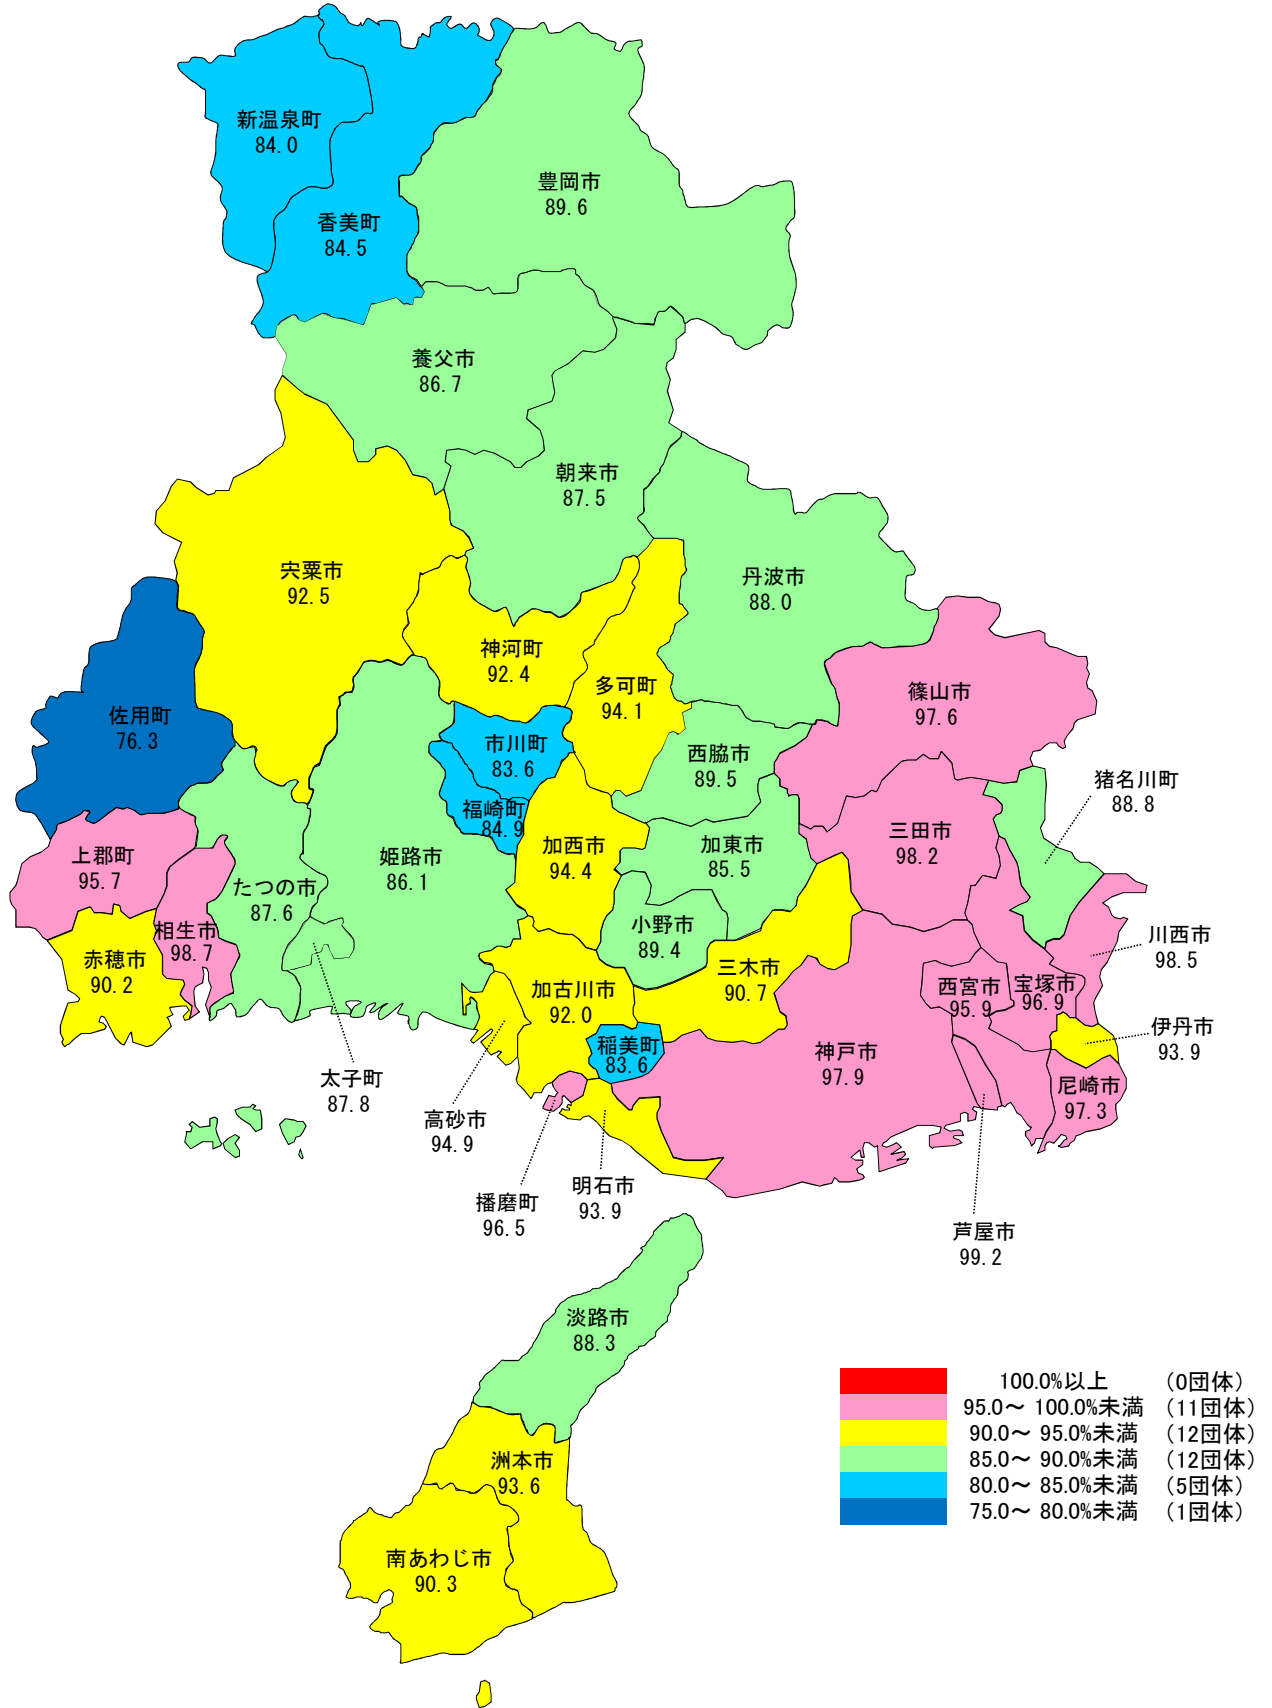 新温泉町
84.0
香美町
84.5
豊岡市
89.6
養父市
86.7
朝来市
87.5
宍粟市
92.5
丹波市
88.0
神河町
92.4
多可町
94.1
篠山市
97.6
佐用町
76.3
市川町
83.6
西脇市
89.5
猪名川町
88.8
福崎町
84.9
三田市
98.2
上郡町
95.7
姫路市
86.1
加西市
94.4
加東市
85.5
たつの市
87.6
相生市
98.7
赤穂市
90.2
小野市
89.4
川西市
98.5
三木市
90.7
加古川市
92.0
西宮市
95.9
宝塚市
96.9
伊丹市
93.9
稲美町
83.6
神戸市
97.9
尼崎市
97.3
太子町
87.8
高砂市
94.9
播磨町
96.5
明石市
93.9
芦屋市
99.2
淡路市
88.3
洲本市
93.6
南あわじ市
90.3
100.0%以上 (0団体)
95.0～ 100.0%未満 (11団体)
90.0～ 95.0%未満 (12団体)
85.0～ 90.0%未満 (12団体)
80.0～ 85.0%未満 (5団体)
75.0～ 80.0%未満 (1団体)